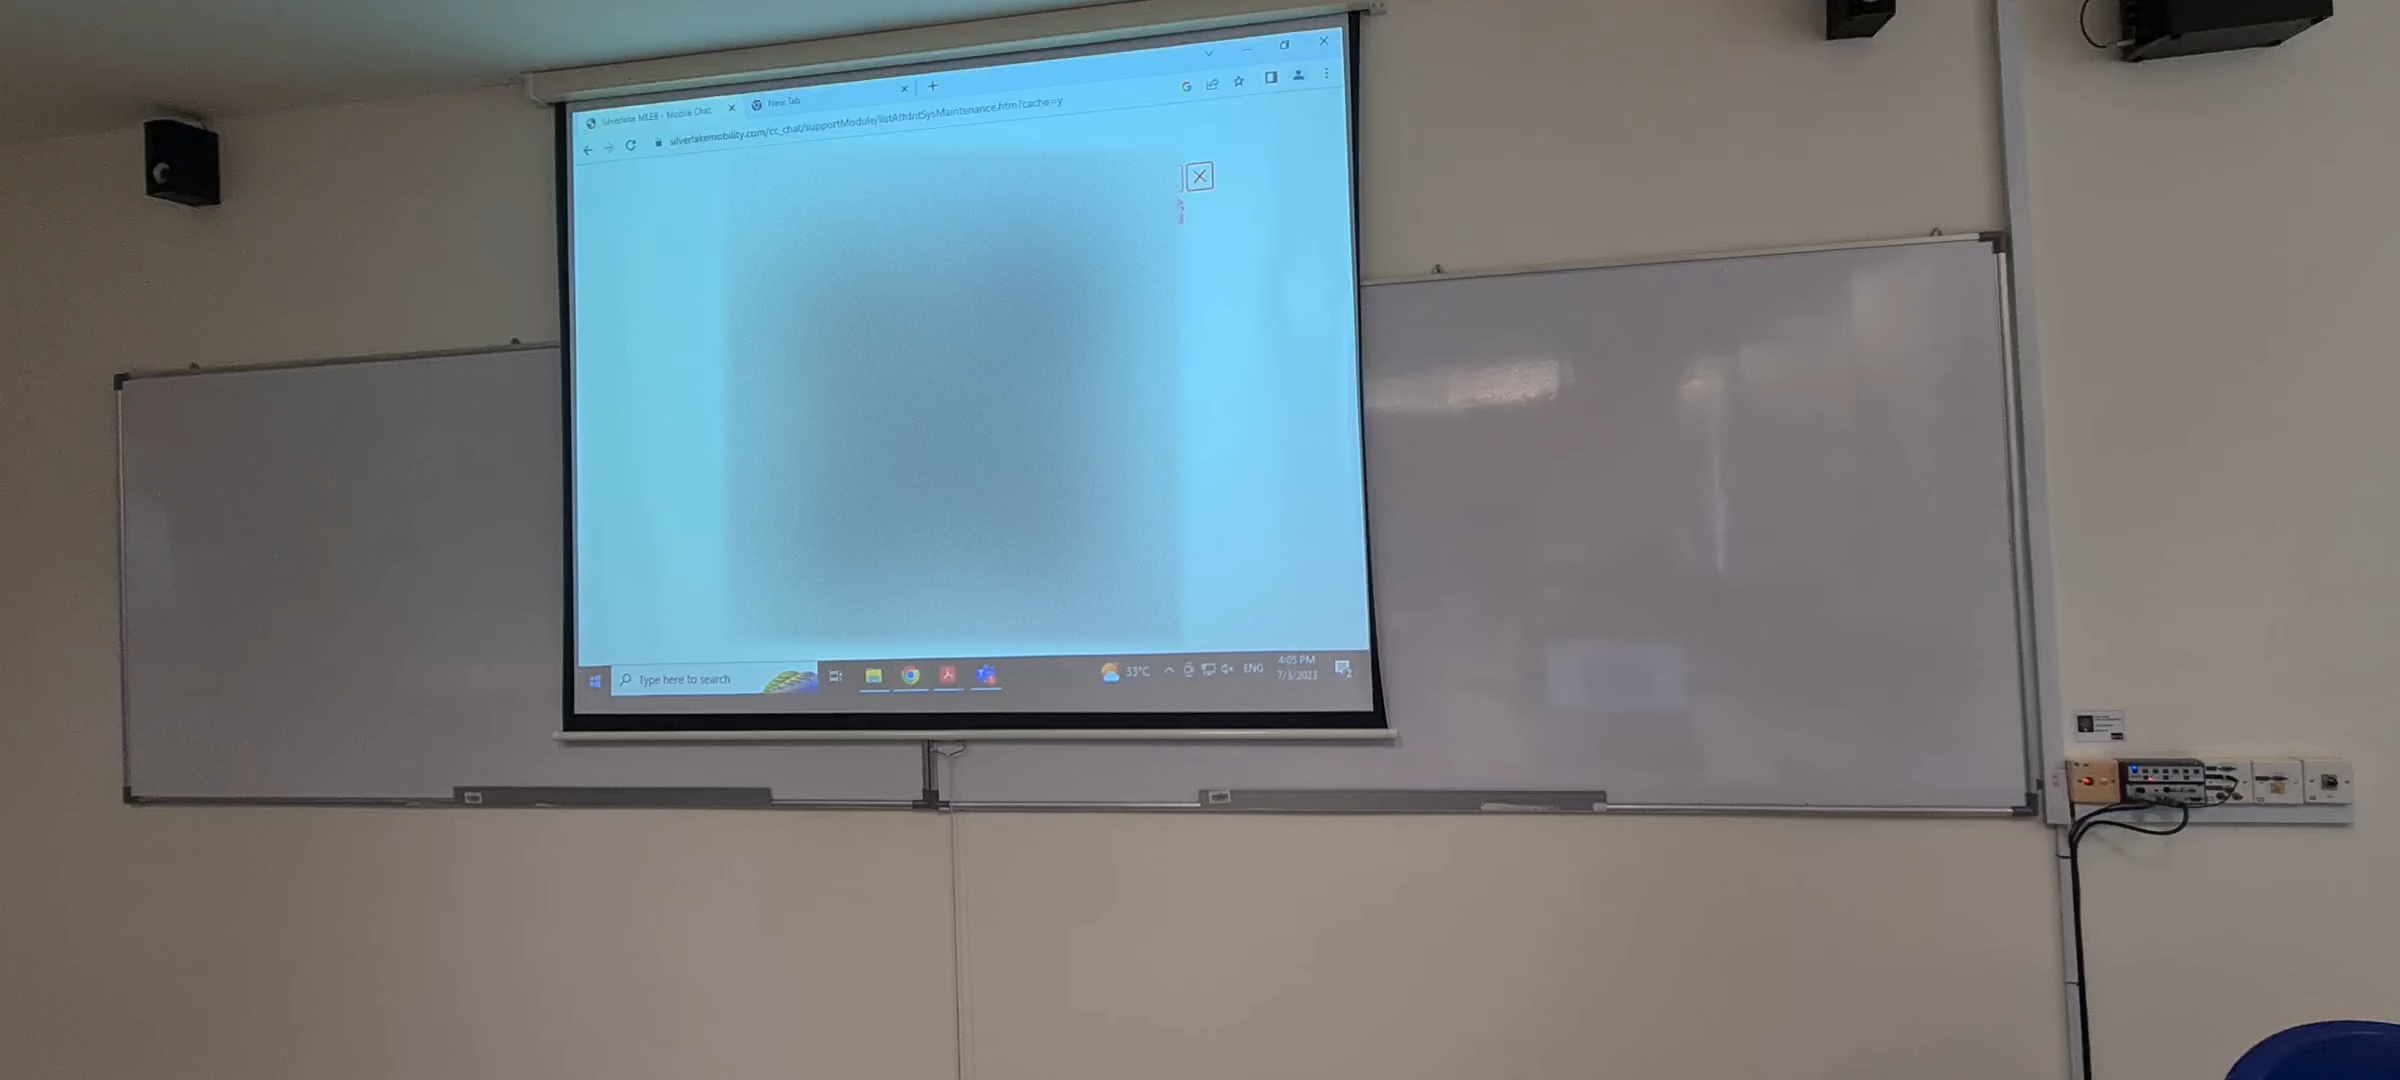 Silverlake MLEB - Mobile Chat
New Tab
silverlakemobility.com/cc_chat/supportModule/listAttdntSysMaintenance.htm?cache=y
Type here to search
33°C
ENG
4:05 PM
7/3/2023
2